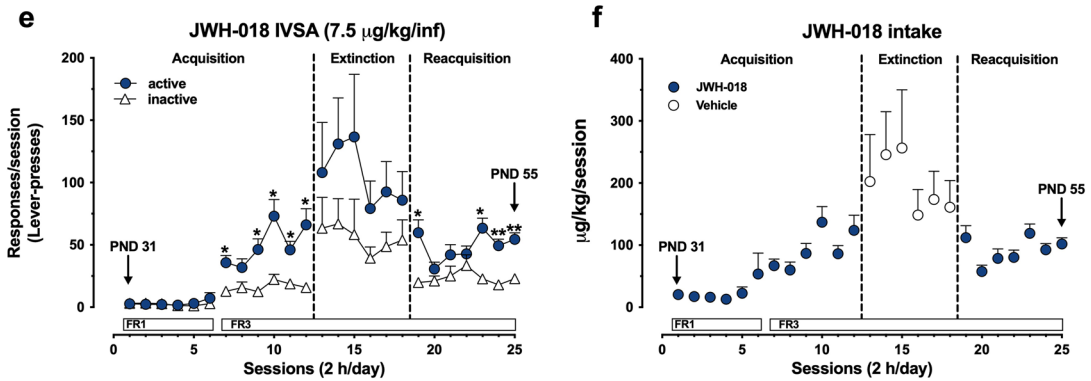 e
JWH-018 IVSA (7.5 μg/kg/inf)
Acquisition
Extinction
Reacquisition
active
inactive
Responses/session
(Lever-presses)
200
150
100
50
0
PND 31
* * * * *
* * ** **
PND 55
FR1
FR3
0 5 10 15 20 25
Sessions (2 h/day)
f
JWH-018 intake
Acquisition
Extinction
Reacquisition
JWH-018
Vehicle
μg/kg/session
400
300
200
100
0
PND 31
PND 55
FR1
FR3
0 5 10 15 20 25
Sessions (2 h/day)